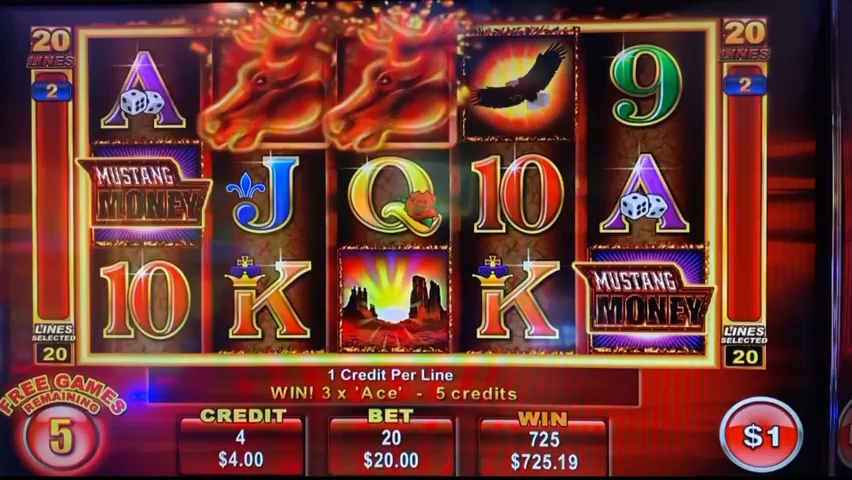 20
LINES
2
LINES
SELECTED
20
A
9
20
LINES
2
MUSTANG
MONEY
J
Q
10
A
10
K
K
MUSTANG
MONEY
LINES
SELECTED
20
1 Credit Per Line
WIN! 3 x 'Ace' - 5 credits
FREE GAMES
REMAINING
5
CREDIT
4
$4.00
BET
20
$20.00
WIN
725
$725.19
$1